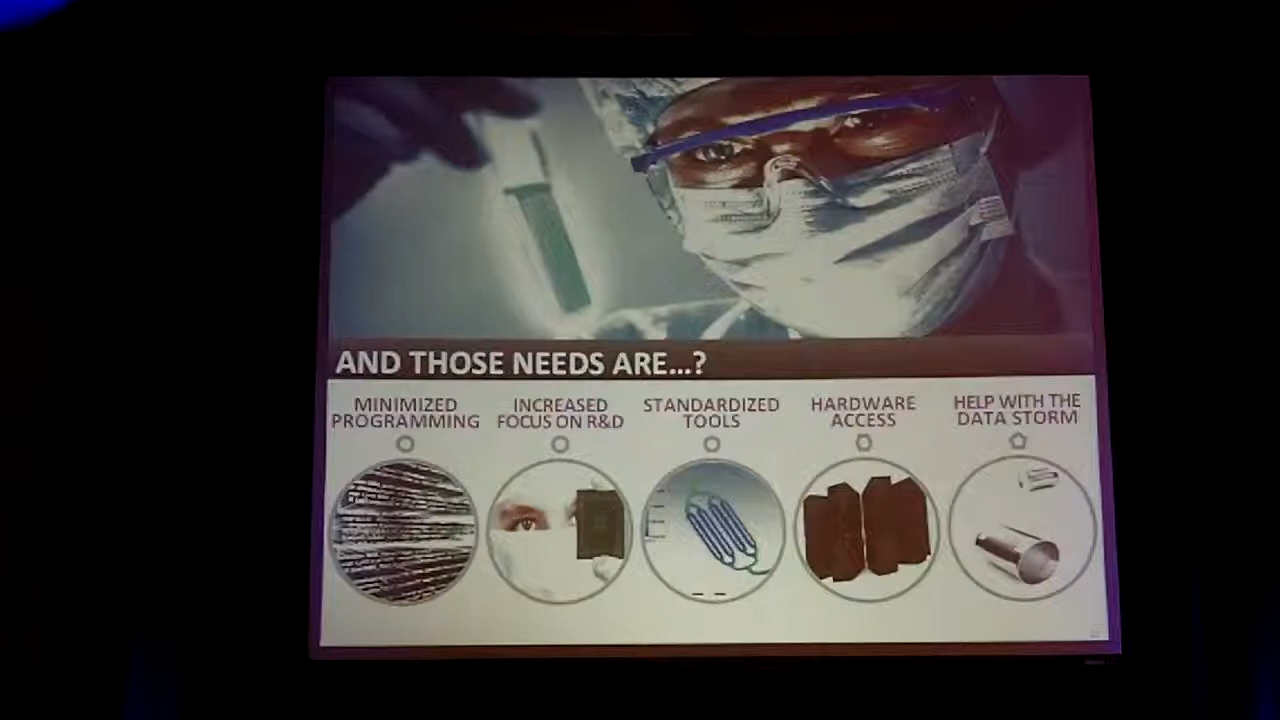 AND THOSE NEEDS ARE...?
MINIMIZED
PROGRAMMING
INCREASED
FOCUS ON R&D
STANDARDIZED
TOOLS
HARDWARE
ACCESS
HELP WITH THE
DATA STORM